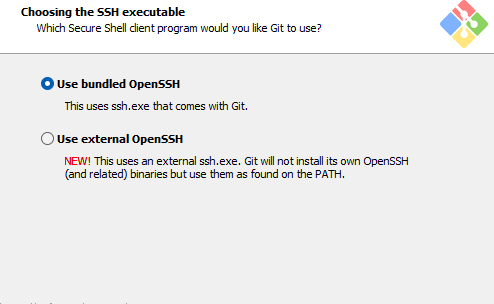 Choosing the SSH executable
Which Secure Shell client program would you like Git to use?
Use bundled OpenSSH
This uses ssh.exe that comes with Git.
Use external OpenSSH
NEW! This uses an external ssh.exe. Git will not install its own OpenSSH
(and related) binaries but use them as found on the PATH.